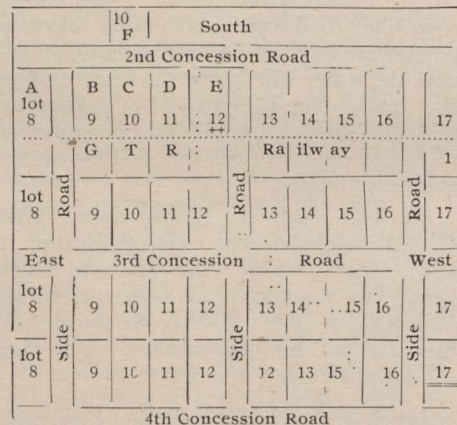 10
F South
2nd Concession Road
A B C D E
lot
8 9 10 11 12 13 14 15 16 17
++
G T R : Ra ilw ay 1
lot
8 Road 9 10 11 12 Road 13 14 15 16 Road 17
East 3rd Concession : Road West
lot
8 9 10 11 12 13 14 15 16 17
Side Side Side
lot
8 9 10 11 12 12 13 15 16 17
4th Concession Road